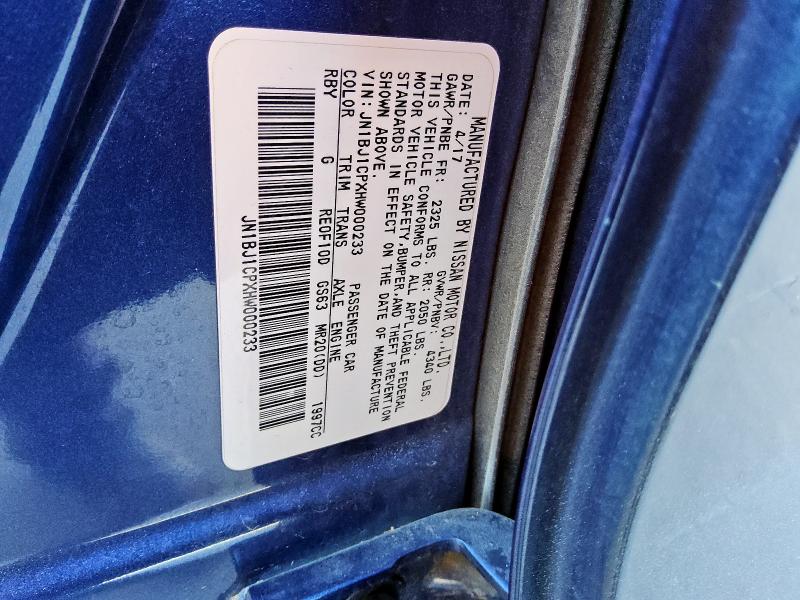 MANUFACTURED BY NISSAN MOTOR CO.,LTD.
DATE: 4/17 GVWR/PNBV: 4340 LBS.
GAWR/PNBE FR: 2325 LBS. RR: 2050 LBS.
THIS VEHICLE CONFORMS TO ALL APPLICABLE FEDERAL
MOTOR VEHICLE SAFETY,BUMPER,AND THEFT PREVENTION
STANDARDS IN EFFECT ON THE DATE OF MANUFACTURE
SHOWN ABOVE.
VIN:JN1BJ1CPXHW000233 PASSENGER CAR
COLOR TRIM TRANS AXLE ENGINE
RBY G RE0F10D GS63 MR20(DD) 1997CC
JN1BJ1CPXHW000233